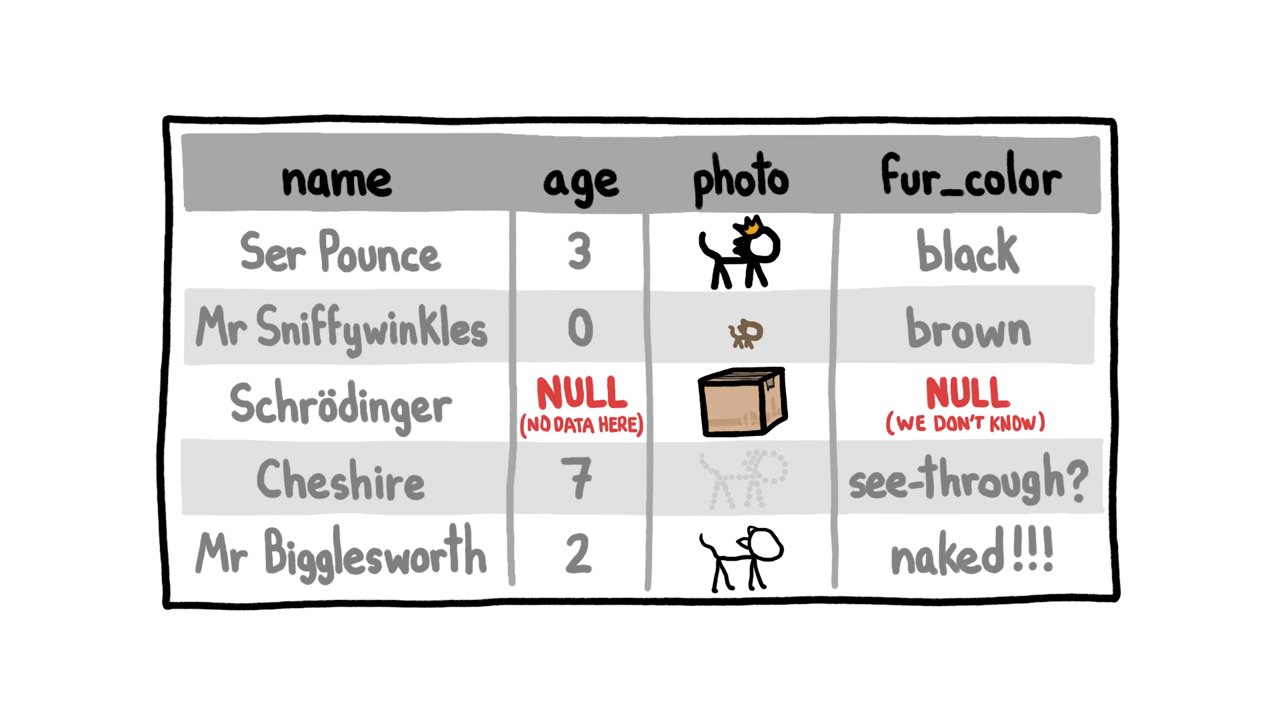 name age photo fur_color
Ser Pounce 3 black
Mr Sniffywinkles 0 brown
Schrödinger NULL NULL
(NO DATA HERE) (WE DON'T KNOW)
Cheshire 7 see-through?
Mr Bigglesworth 2 naked!!!